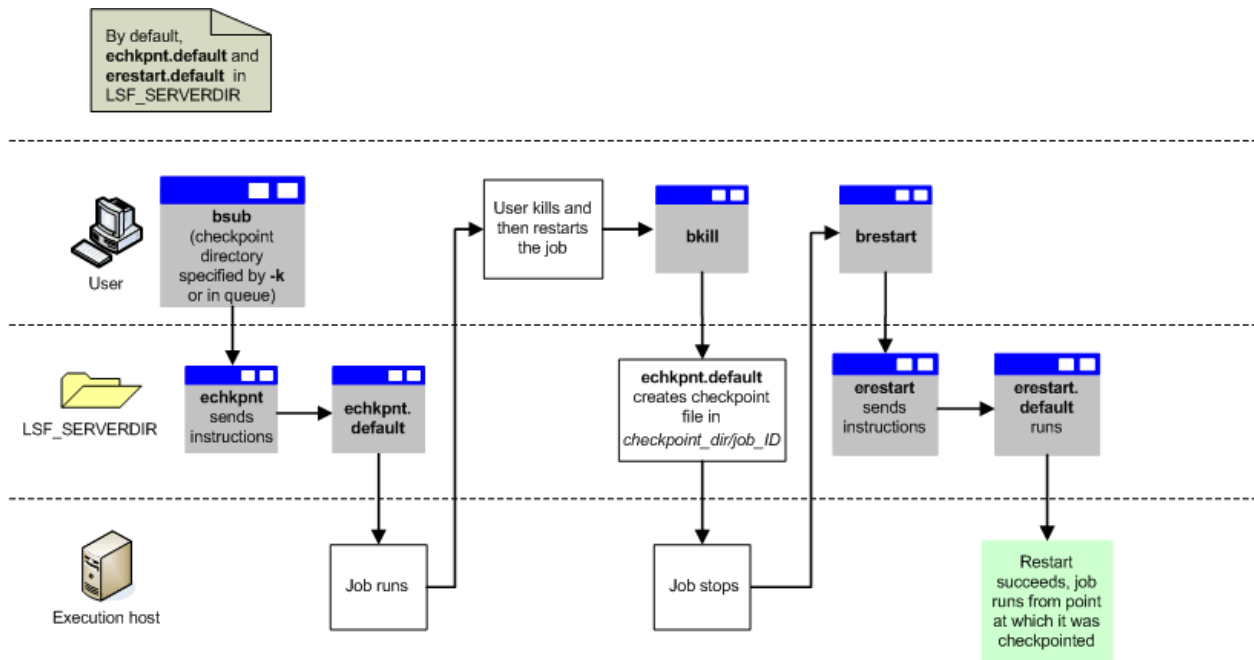 By default,
echkpnt.default and
erestart.default in
LSF_SERVERDIR
User
bsub
(checkpoint
directory
specified by -k
or in queue)
User kills and
then restarts
the job
bkill
brestart
LSF_SERVERDIR
echkpnt
sends
instructions
echkpnt.
default
echkpnt.default
creates checkpoint
file in
checkpoint_dir/job_ID
erestart
sends
instructions
erestart.
default
runs
Execution host
Job runs
Job stops
Restart
succeeds, job
runs from point
at which it was
checkpointed